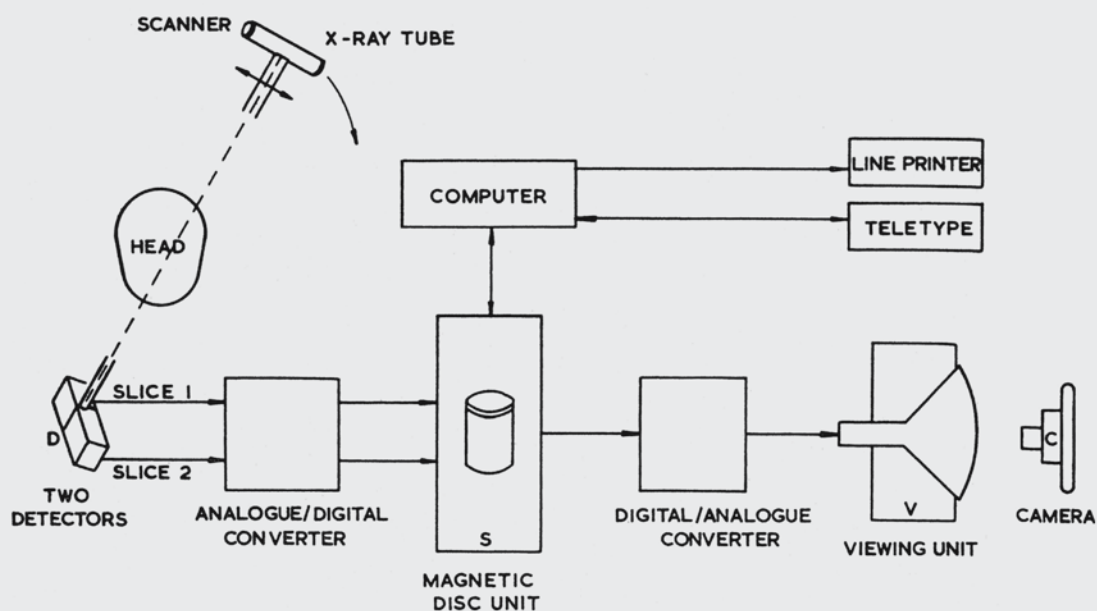 SCANNER
X-RAY TUBE
COMPUTER
LINE PRINTER
TELETYPE
HEAD
SLICE 1
D
SLICE 2
TWO
DETECTORS
ANALOGUE/DIGITAL
CONVERTER
S
MAGNETIC
DISC UNIT
DIGITAL/ANALOGUE
CONVERTER
V
VIEWING UNIT
C
CAMERA